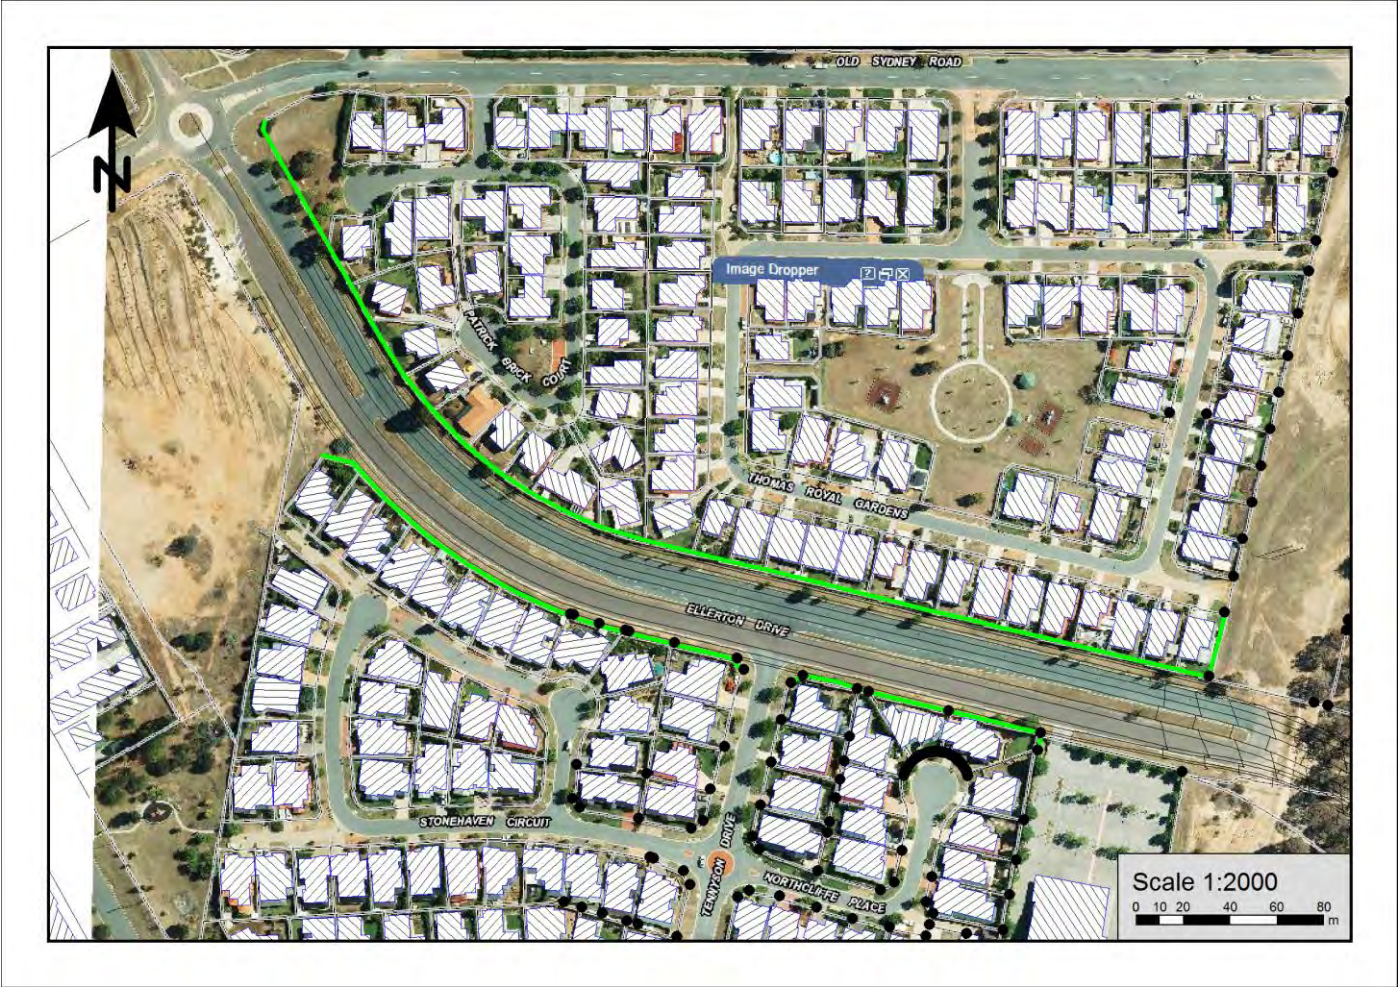 OLD SYDNEY ROAD
N
Image Dropper
PATRICK BRICK COURT
THOMAS ROYAL GARDENS
ELLERTON DRIVE
STONEHAVEN CIRCUIT
TENNYSON DRIVE
NORTHCLIFFE PLACE
Scale 1:2000
0 10 20 40 60 80 m